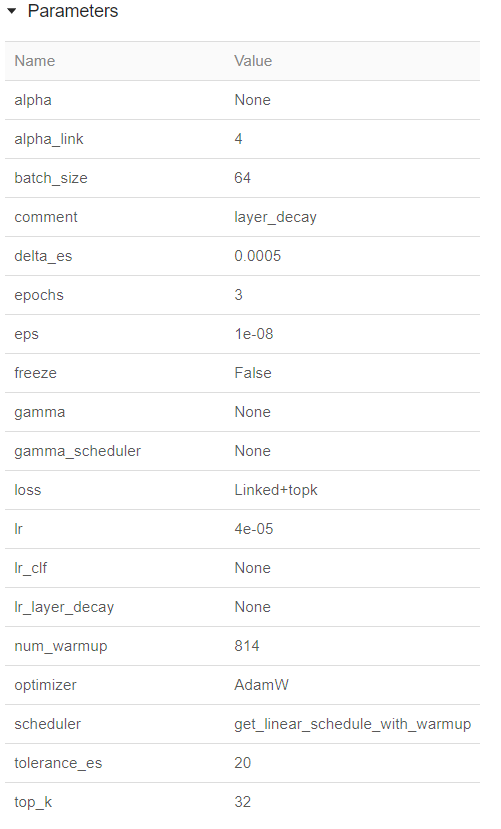 Parameters
Name Value
alpha None
alpha_link 4
batch_size 64
comment layer_decay
delta_es 0.0005
epochs 3
eps 1e-08
freeze False
gamma None
gamma_scheduler None
loss Linked+topk
lr 4e-05
lr_clf None
lr_layer_decay None
num_warmup 814
optimizer AdamW
scheduler get_linear_schedule_with_warmup
tolerance_es 20
top_k 32